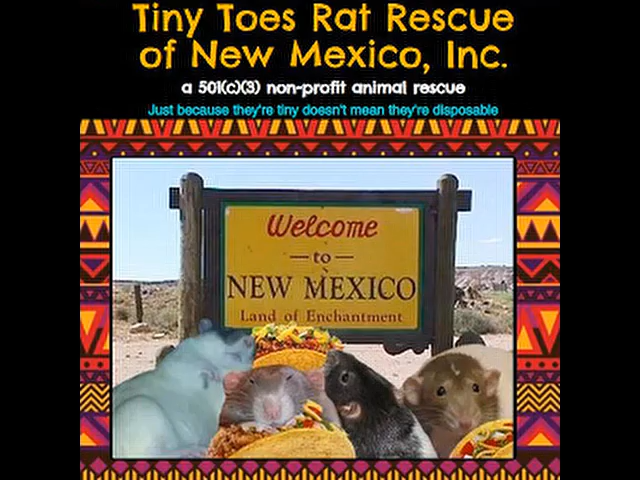 Tiny Toes Rat Rescue
of New Mexico, Inc.
a 501(c)(3) non-profit animal rescue
Just because they're tiny doesn't mean they're disposable
Welcome
to
NEW MEXICO
Land of Enchantment